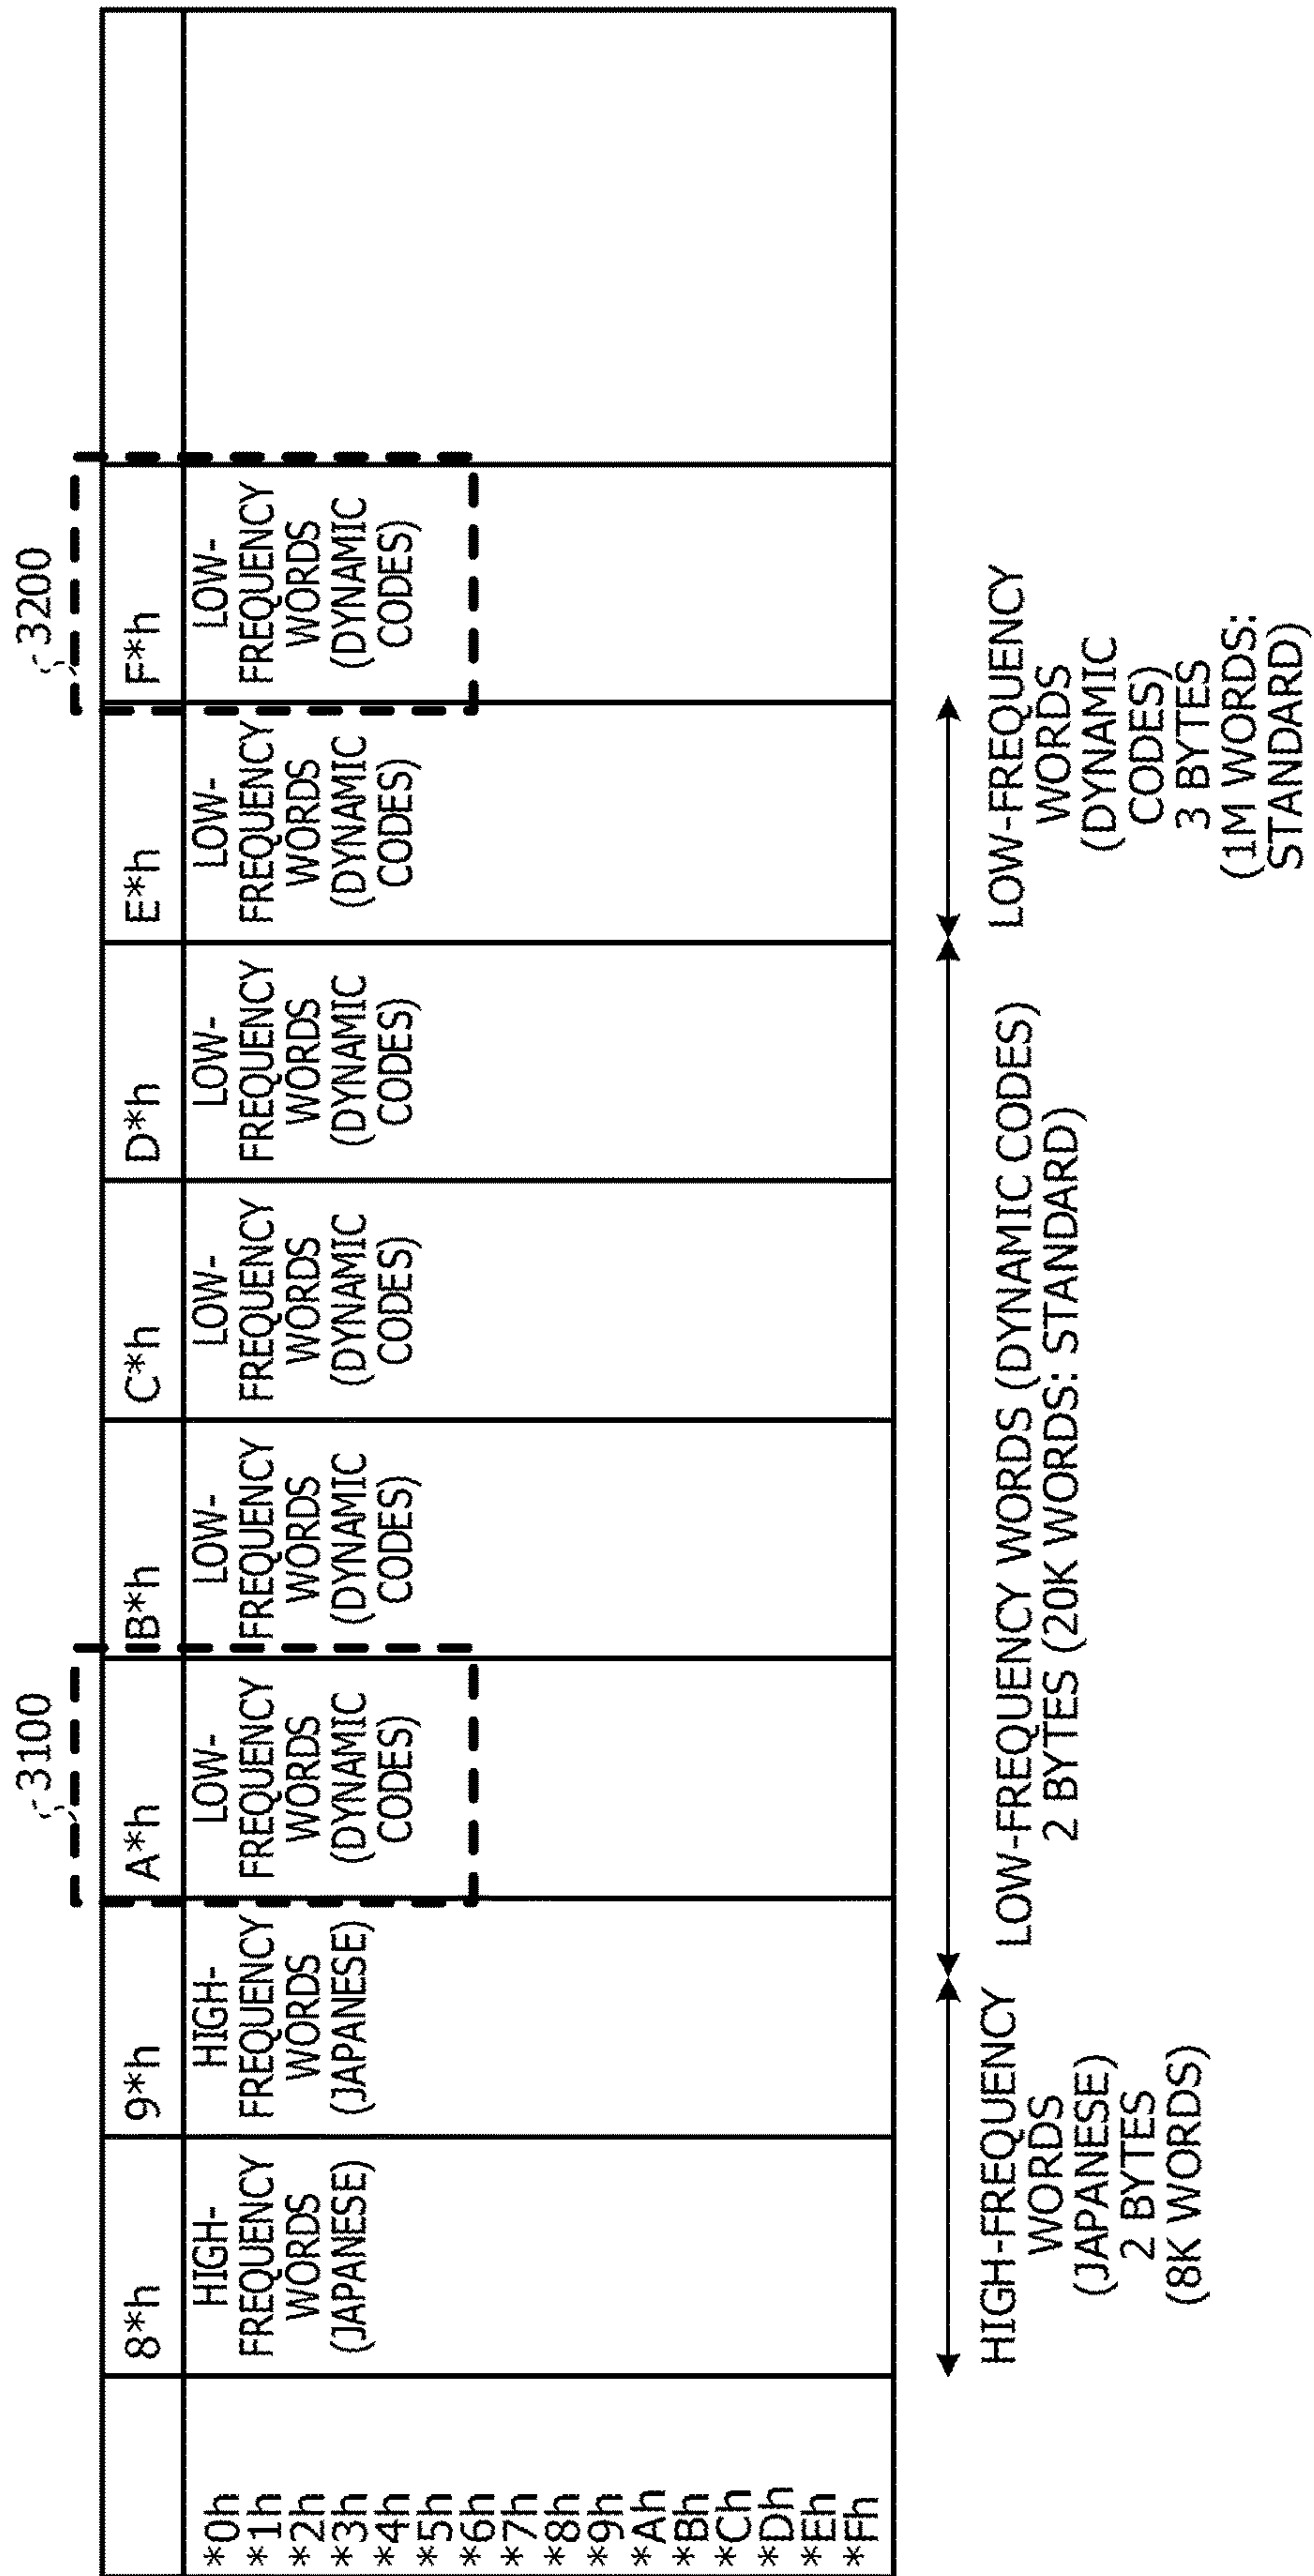 3100
3200
8*h
9*h
A*h
B*h
C*h
D*h
E*h
F*h
*0h
*1h
*2h
*3h
*4h
*5h
*6h
*7h
*8h
*9h
*Ah
*Bh
*Ch
*Dh
*Eh
*Fh
HIGH-
FREQUENCY
WORDS
(JAPANESE)
HIGH-
FREQUENCY
WORDS
(JAPANESE)
LOW-
FREQUENCY
WORDS
(DYNAMIC
CODES)
LOW-
FREQUENCY
WORDS
(DYNAMIC
CODES)
LOW-
FREQUENCY
WORDS
(DYNAMIC
CODES)
LOW-
FREQUENCY
WORDS
(DYNAMIC
CODES)
LOW-
FREQUENCY
WORDS
(DYNAMIC
CODES)
LOW-
FREQUENCY
WORDS
(DYNAMIC
CODES)
HIGH-FREQUENCY
WORDS
(JAPANESE)
2 BYTES
(8K WORDS)
LOW-FREQUENCY WORDS (DYNAMIC CODES)
2 BYTES (20K WORDS: STANDARD)
LOW-FREQUENCY
WORDS
(DYNAMIC
CODES)
3 BYTES
(1M WORDS:
STANDARD)